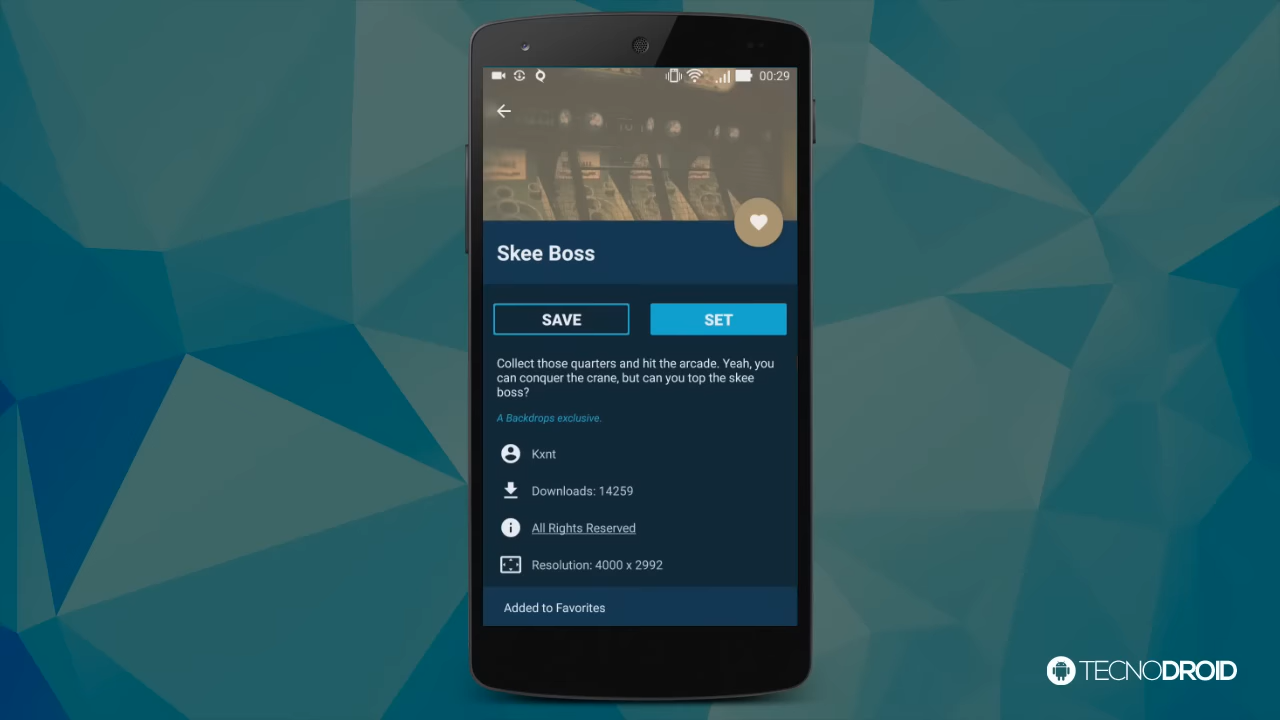 00:29
Skee Boss
SAVE
SET
Collect those quarters and hit the arcade. Yeah, you
can conquer the crane, but can you top the skee
boss?
A Backdrops exclusive.
Kxnt
Downloads: 14259
All Rights Reserved
Resolution: 4000 x 2992
Added to Favorites
TECNODROID